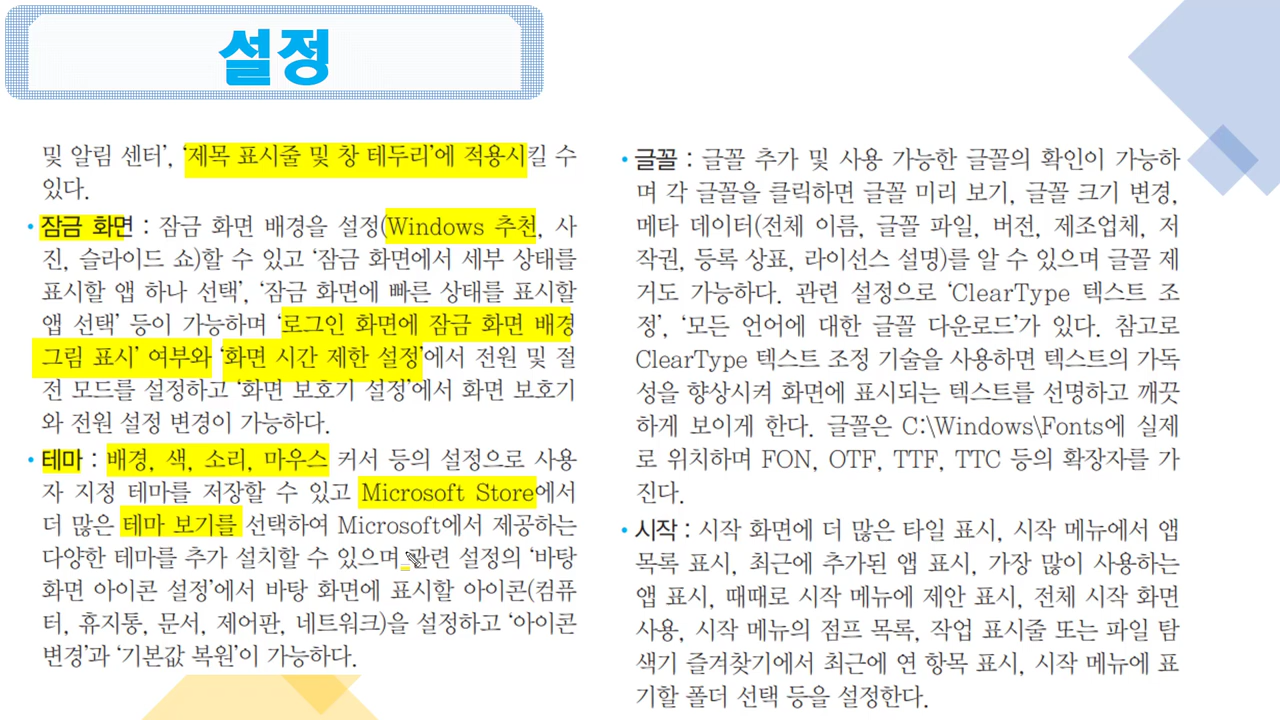 설정
및 알림 센터’, ‘제목 표시줄 및 창 테두리’에 적용시킬 수
있다.
• 잠금 화면 : 잠금 화면 배경을 설정(Windows 추천, 사
진, 슬라이드 쇼)할 수 있고 ‘잠금 화면에서 세부 상태를
표시할 앱 하나 선택’, ‘잠금 화면에 빠른 상태를 표시할
앱 선택’ 등이 가능하며 ‘로그인 화면에 잠금 화면 배경
그림 표시’ 여부와 ‘화면 시간 제한 설정’에서 전원 및 절
전 모드를 설정하고 ‘화면 보호기 설정’에서 화면 보호기
와 전원 설정 변경이 가능하다.
• 테마 : 배경, 색, 소리, 마우스 커서 등의 설정으로 사용
자 지정 테마를 저장할 수 있고 Microsoft Store에서
더 많은 테마 보기를 선택하여 Microsoft에서 제공하는
다양한 테마를 추가 설치할 수 있으며 관련 설정의 ‘바탕
화면 아이콘 설정’에서 바탕 화면에 표시할 아이콘(컴퓨
터, 휴지통, 문서, 제어판, 네트워크)을 설정하고 ‘아이콘
변경’과 ‘기본값 복원’이 가능하다.
• 글꼴 : 글꼴 추가 및 사용 가능한 글꼴의 확인이 가능하
며 각 글꼴을 클릭하면 글꼴 미리 보기, 글꼴 크기 변경,
메타 데이터(전체 이름, 글꼴 파일, 버전, 제조업체, 저
작권, 등록 상표, 라이선스 설명)를 알 수 있으며 글꼴 제
거도 가능하다. 관련 설정으로 ‘ClearType 텍스트 조
정’, ‘모든 언어에 대한 글꼴 다운로드’가 있다. 참고로
ClearType 텍스트 조정 기술을 사용하면 텍스트의 가독
성을 향상시켜 화면에 표시되는 텍스트를 선명하고 깨끗
하게 보이게 한다. 글꼴은 C:\Windows\Fonts에 실제
로 위치하며 FON, OTF, TTF, TTC 등의 확장자를 가
진다.
• 시작 : 시작 화면에 더 많은 타일 표시, 시작 메뉴에서 앱
목록 표시, 최근에 추가된 앱 표시, 가장 많이 사용하는
앱 표시, 때때로 시작 메뉴에 제안 표시, 전체 시작 화면
사용, 시작 메뉴의 점프 목록, 작업 표시줄 또는 파일 탐
색기 즐겨찾기에서 최근에 연 항목 표시, 시작 메뉴에 표
기할 폴더 선택 등을 설정한다.